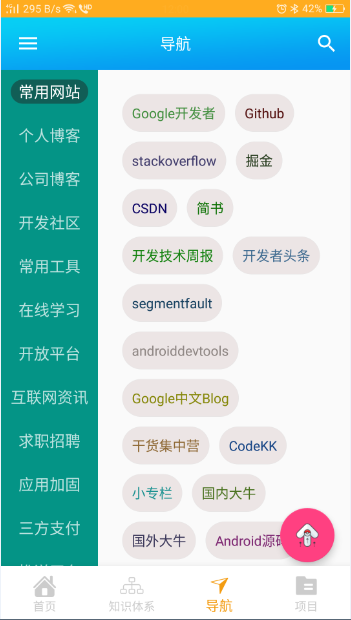 295 B/s
42%
导航
常用网站
个人博客
公司博客
开发社区
常用工具
在线学习
开放平台
互联网资讯
求职招聘
应用加固
三方支付
Google开发者 Github
stackoverflow 掘金
CSDN 简书
开发技术周报 开发者头条
segmentfault
androiddevtools
Google中文Blog
干货集中营 CodeKK
小专栏 国内大牛
国外大牛 Android源码
首页 知识体系 导航 项目